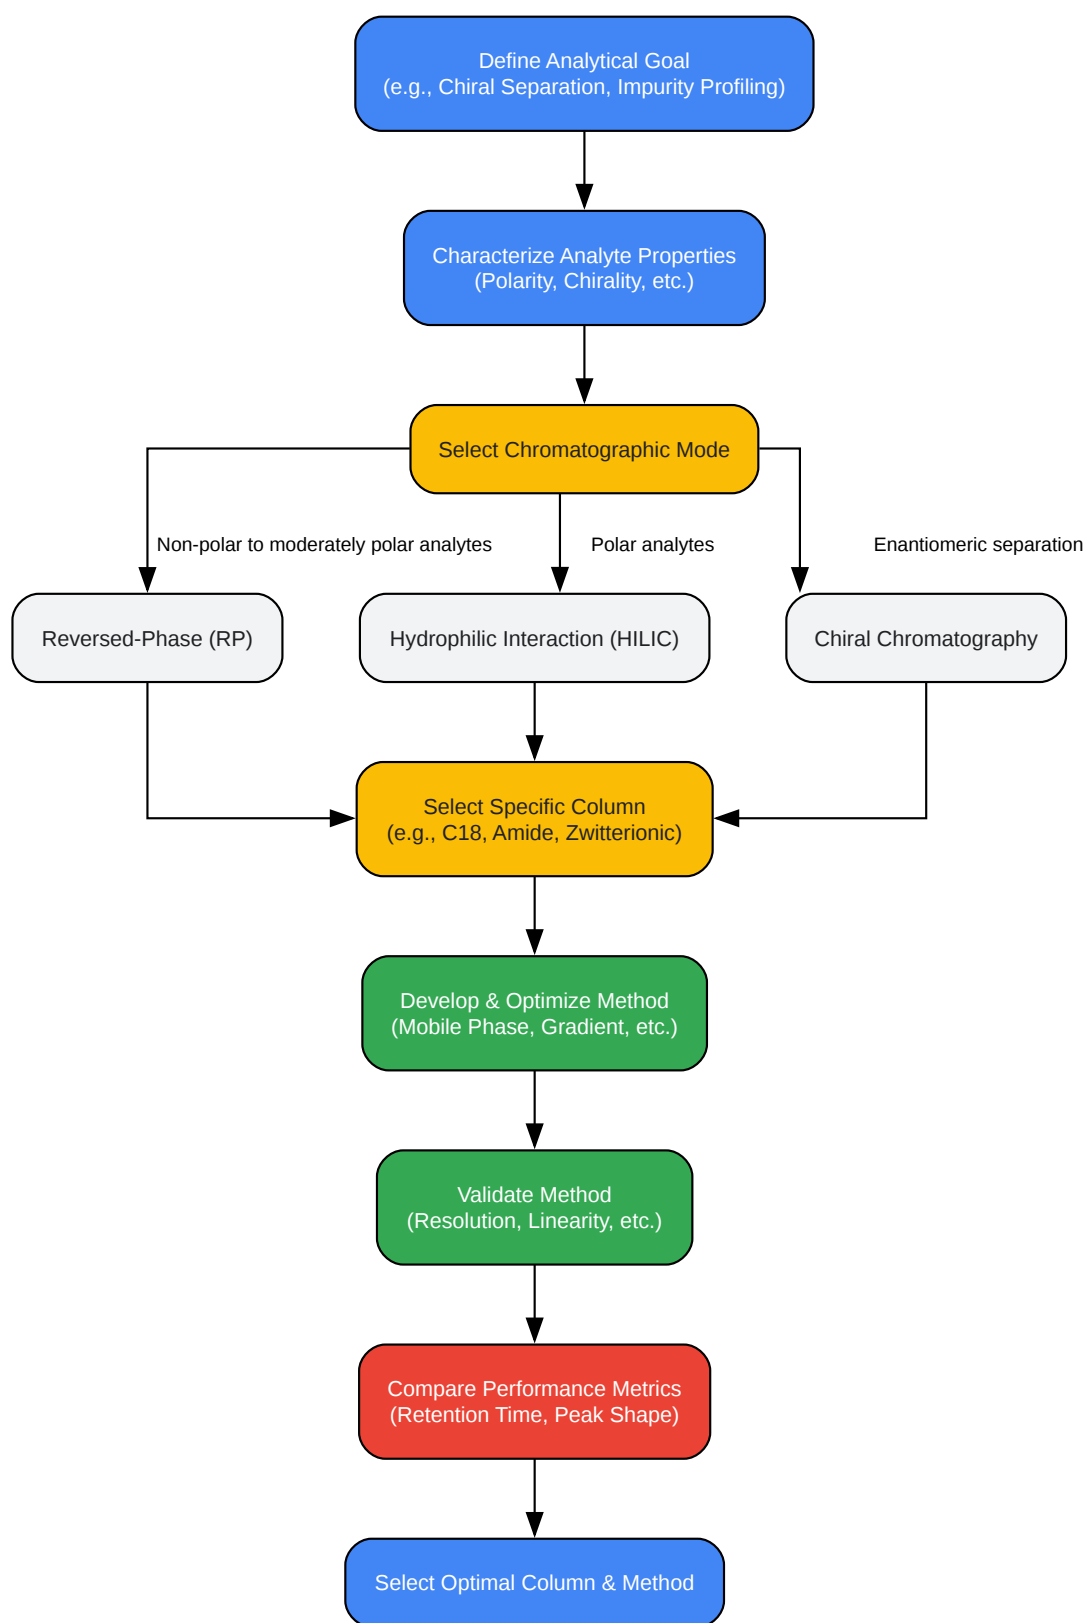 Define Analytical Goal
(e.g., Chiral Separation, Impurity Profiling)
Characterize Analyte Properties
(Polarity, Chirality, etc.)
Select Chromatographic Mode
Non-polar to moderately polar analytes
Polar analytes
Enantiomeric separation
Reversed-Phase (RP)
Hydrophilic Interaction (HILIC)
Chiral Chromatography
Select Specific Column
(e.g., C18, Amide, Zwitterionic)
Develop & Optimize Method
(Mobile Phase, Gradient, etc.)
Validate Method
(Resolution, Linearity, etc.)
Compare Performance Metrics
(Retention Time, Peak Shape)
Select Optimal Column & Method